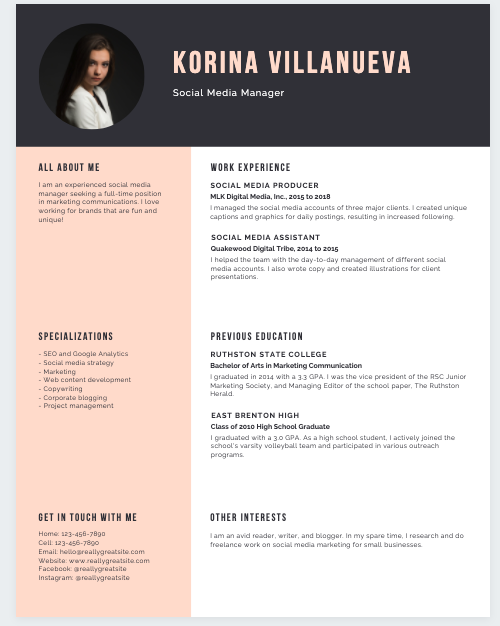 KORINA VILLANUEVA
Social Media Manager
ALL ABOUT ME
I am an experienced social media
manager seeking a full-time position
in marketing communications. I love
working for brands that are fun and
unique!
WORK EXPERIENCE
SOCIAL MEDIA PRODUCER
MLK Digital Media, Inc., 2015 to 2018
I managed the social media accounts of three major clients. I created unique
captions and graphics for daily postings, resulting in increased following.
SOCIAL MEDIA ASSISTANT
Quakewood Digital Tribe, 2014 to 2015
I helped the team with the day-to-day management of different social
media accounts. I also wrote copy and created illustrations for client
presentations.
SPECIALIZATIONS
- SEO and Google Analytics
- Social media strategy
- Marketing
- Web content development
- Copywriting
- Corporate blogging
- Project management
PREVIOUS EDUCATION
RUTHSTON STATE COLLEGE
Bachelor of Arts in Marketing Communication
I graduated in 2014 with a 3.3 GPA. I was the vice president of the RSC Junior
Marketing Society, and Managing Editor of the school paper, The Ruthston
Herald.
EAST BRENTON HIGH
Class of 2010 High School Graduate
I graduated with a 3.0 GPA. As a high school student, I actively joined the
school's varsity volleyball team and participated in various outreach
programs.
GET IN TOUCH WITH ME
Home: 123-456-7890
Cell: 123-456-7890
Email: hello@reallygreatsite.com
Website: www.reallygreatsite.com
Facebook: @reallygreatsite
Instagram: @reallygreatsite
OTHER INTERESTS
I am an avid reader, writer, and blogger. In my spare time, I research and do
freelance work on social media marketing for small businesses.